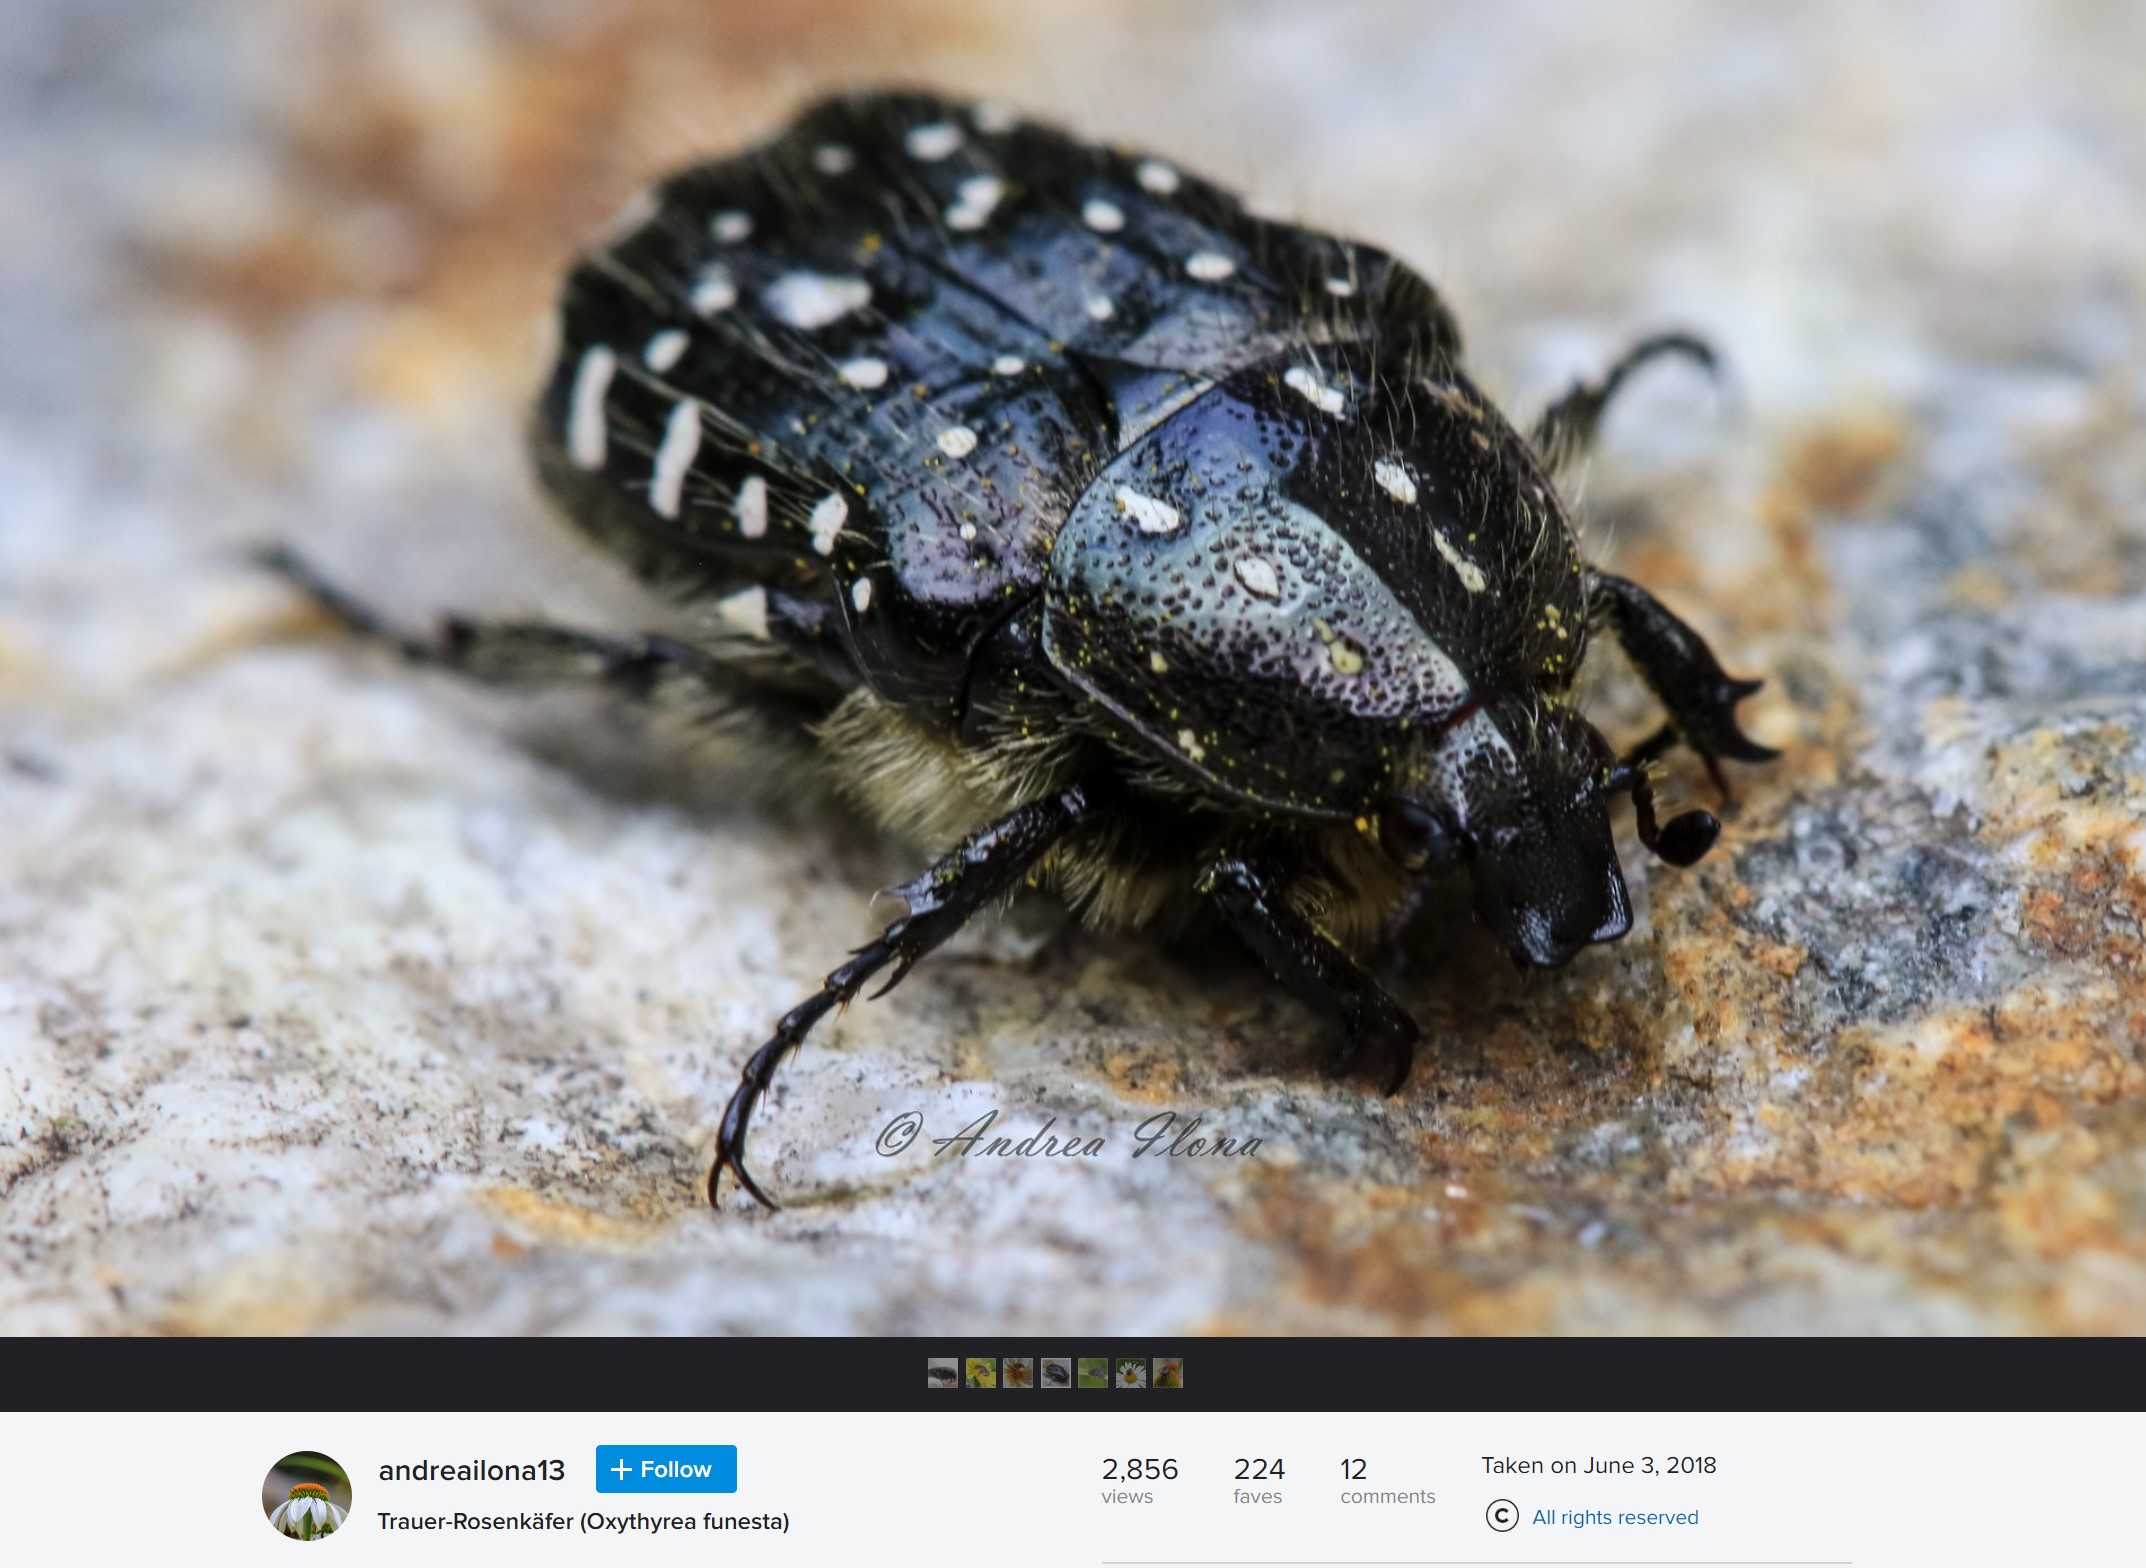 © Andrea Ilona
andreailona13
+ Follow
Trauer-Rosenkäfer (Oxythyrea funesta)
2,856
views
224
faves
12
comments
Taken on June 3, 2018
© All rights reserved